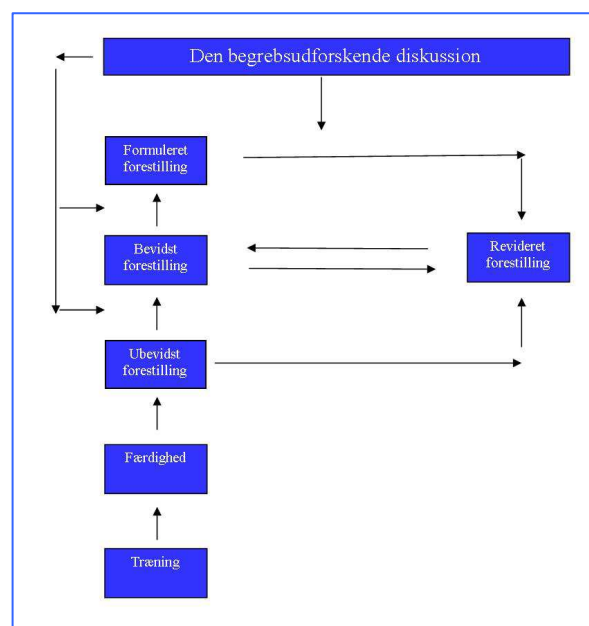 Den begrebsudforskende diskussion
Formuleret
forestilling
Bevidst
forestilling
Revideret
forestilling
Ubevidst
forestilling
Færdighed
Træning